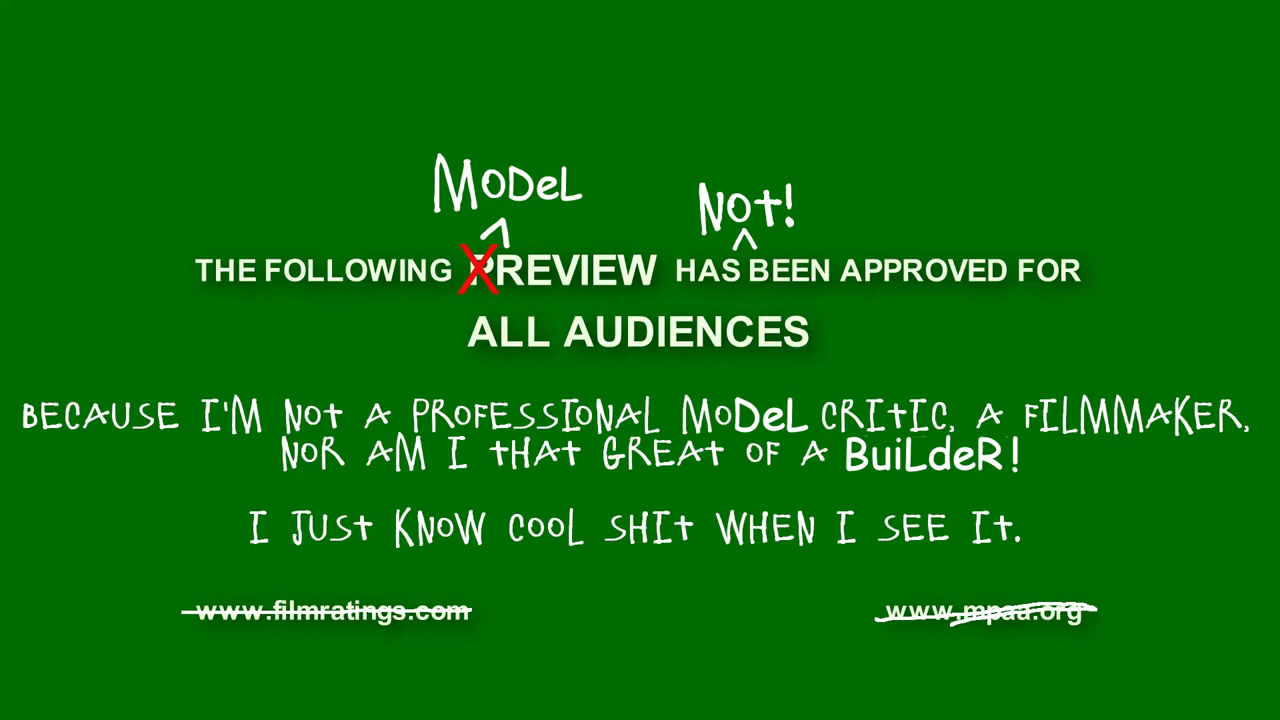 MoDeL
Not!
THE FOLLOWING PREVIEW HAS BEEN APPROVED FOR
ALL AUDIENCES
BECAUSE I'M NOt A PROFESSIONAL MoDeL CRItIC, A FILMMAKER,
NOR AM I tHAt GREAt OF A BuiLdeR!
I JUSt KNOW COOL SHIt WHEN I SEE It.
www.filmratings.com www.mpaa.org